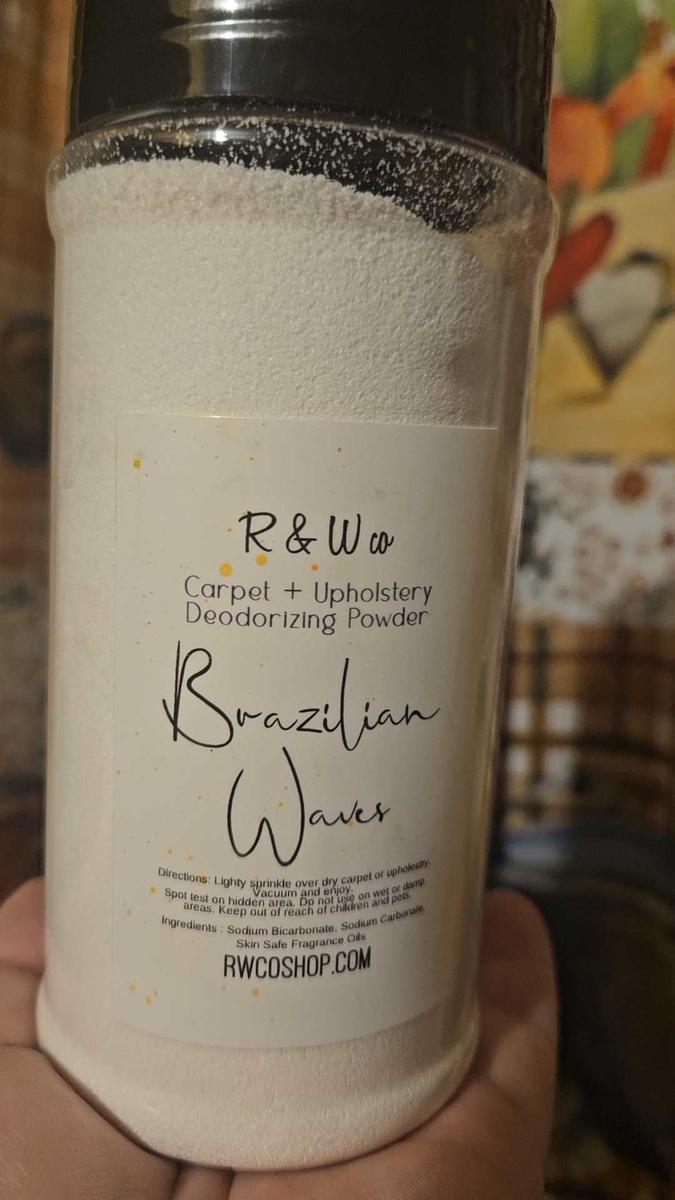 R & W co
Carpet + Upholstery
Deodorizing Powder
Brazilian
Waves
Directions: Lighty sprinkle over dry carpet or upholestry.
Vacuum and enjoy.
Spot test on hidden area. Do not use on wet or damp
areas. Keep out of reach of children and pets.
Ingredients : Sodium Bicarbonate, Sodium Carbonate,
Skin Safe Fragrance Oils
RWCOSHOP.COM